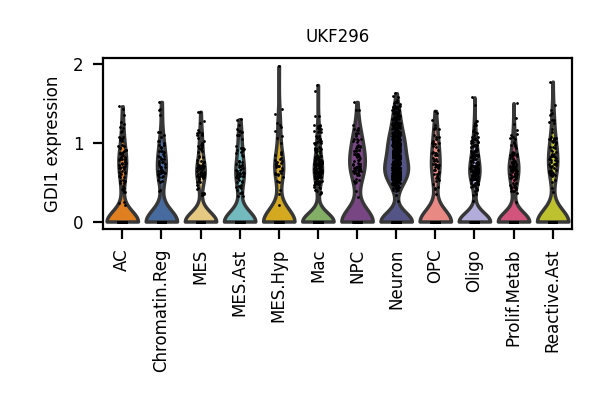 UKF296
GDI1 expression
2
1
0
AC
Chromatin.Reg
MES
MES.Ast
MES.Hyp
Mac
NPC
Neuron
OPC
Oligo
Prolif.Metab
Reactive.Ast